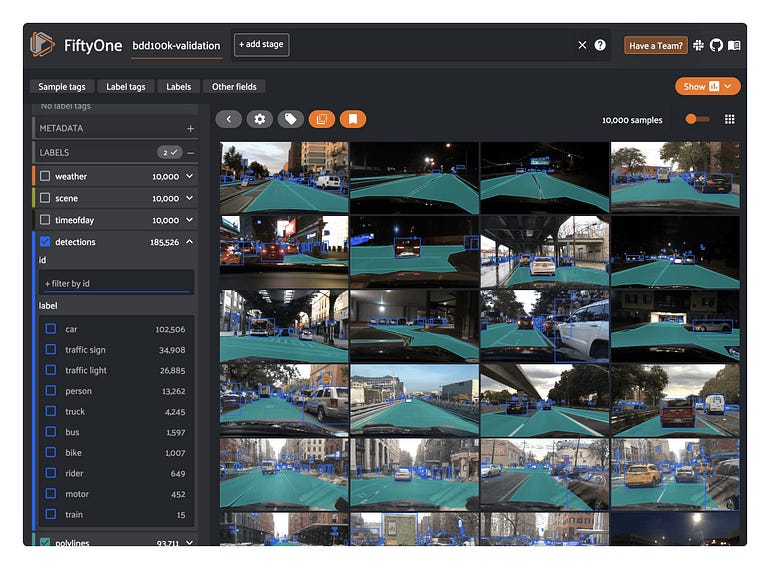 FiftyOne bdd100k-validation + add stage Have a Team?
Sample tags Label tags Labels Other fields Show
No label tags
10,000 samples
METADATA
LABELS 2
weather 10,000
scene 10,000
timeofday 10,000
detections 185,526
id
+ filter by id
label
car 102,506
traffic sign 34,908
traffic light 26,885
person 13,262
truck 4,245
bus 1,597
bike 1,007
rider 649
motor 452
train 15
polylines 93,711